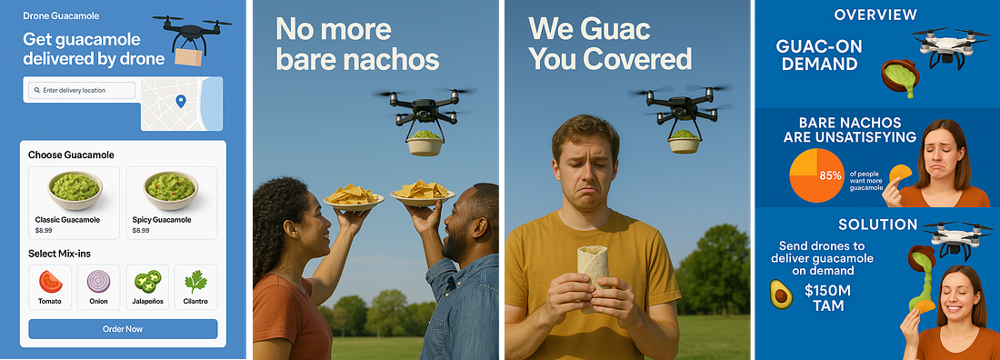 Drone Guacamole
Get guacamole
delivered by drone
Enter delivery location
Choose Guacamole
Classic Guacamole
$8.99
Spicy Guacamole
$8.99
Select Mix-ins
Tomato
Onion
Jalapeños
Cilantro
Order Now
No more
bare nachos
We Guac
You Covered
OVERVIEW
GUAC-ON
DEMAND
BARE NACHOS
ARE UNSATISFYING
85%
of people
want more
guacamole
SOLUTION
Send drones to
deliver guacamole
on demand
$150M
TAM